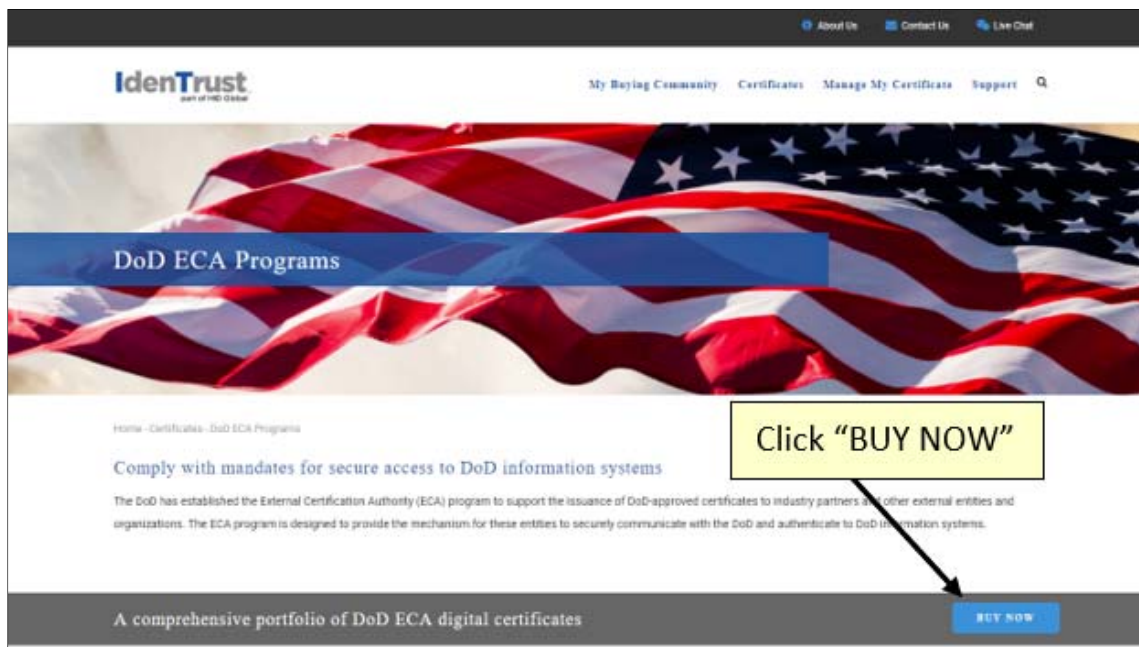 About Us Contact Us Live Chat
IdenTrust
part of HID Global
My Buying Community Certificates Manage My Certificate Support
DoD ECA Programs
Home - Certificates - DoD ECA Programs
Click “BUY NOW”
Comply with mandates for secure access to DoD information systems
The DoD has established the External Certification Authority (ECA) program to support the issuance of DoD-approved certificates to industry partners and other external entities and
organizations. The ECA program is designed to provide the mechanism for these entities to securely communicate with the DoD and authenticate to DoD information systems.
A comprehensive portfolio of DoD ECA digital certificates
BUY NOW